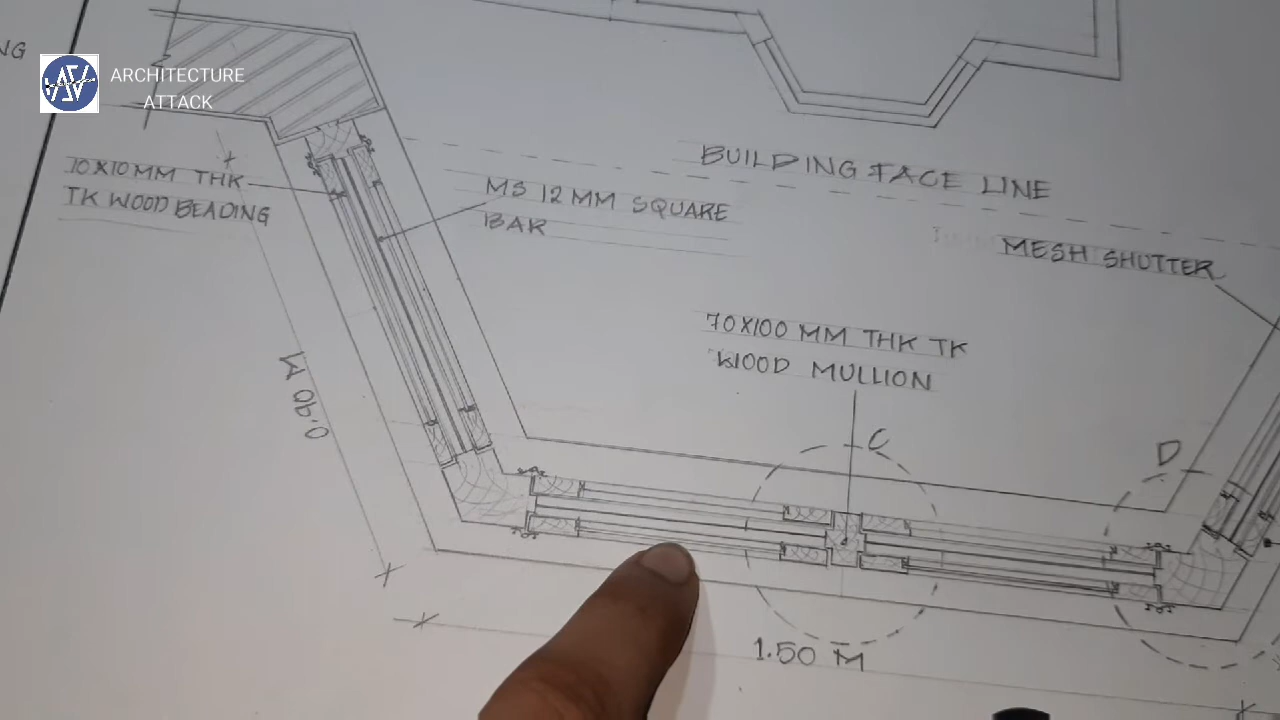 NG
ARCHITECTURE
ATTACK
BUILDING FACE LINE
10X10MM THK
TK WOOD BEADING
MS 12 MM SQUARE
BAR
MESH SHUTTER
70X100 MM THK TK
WOOD MULLION
0.90 M
C
D
1.50 M